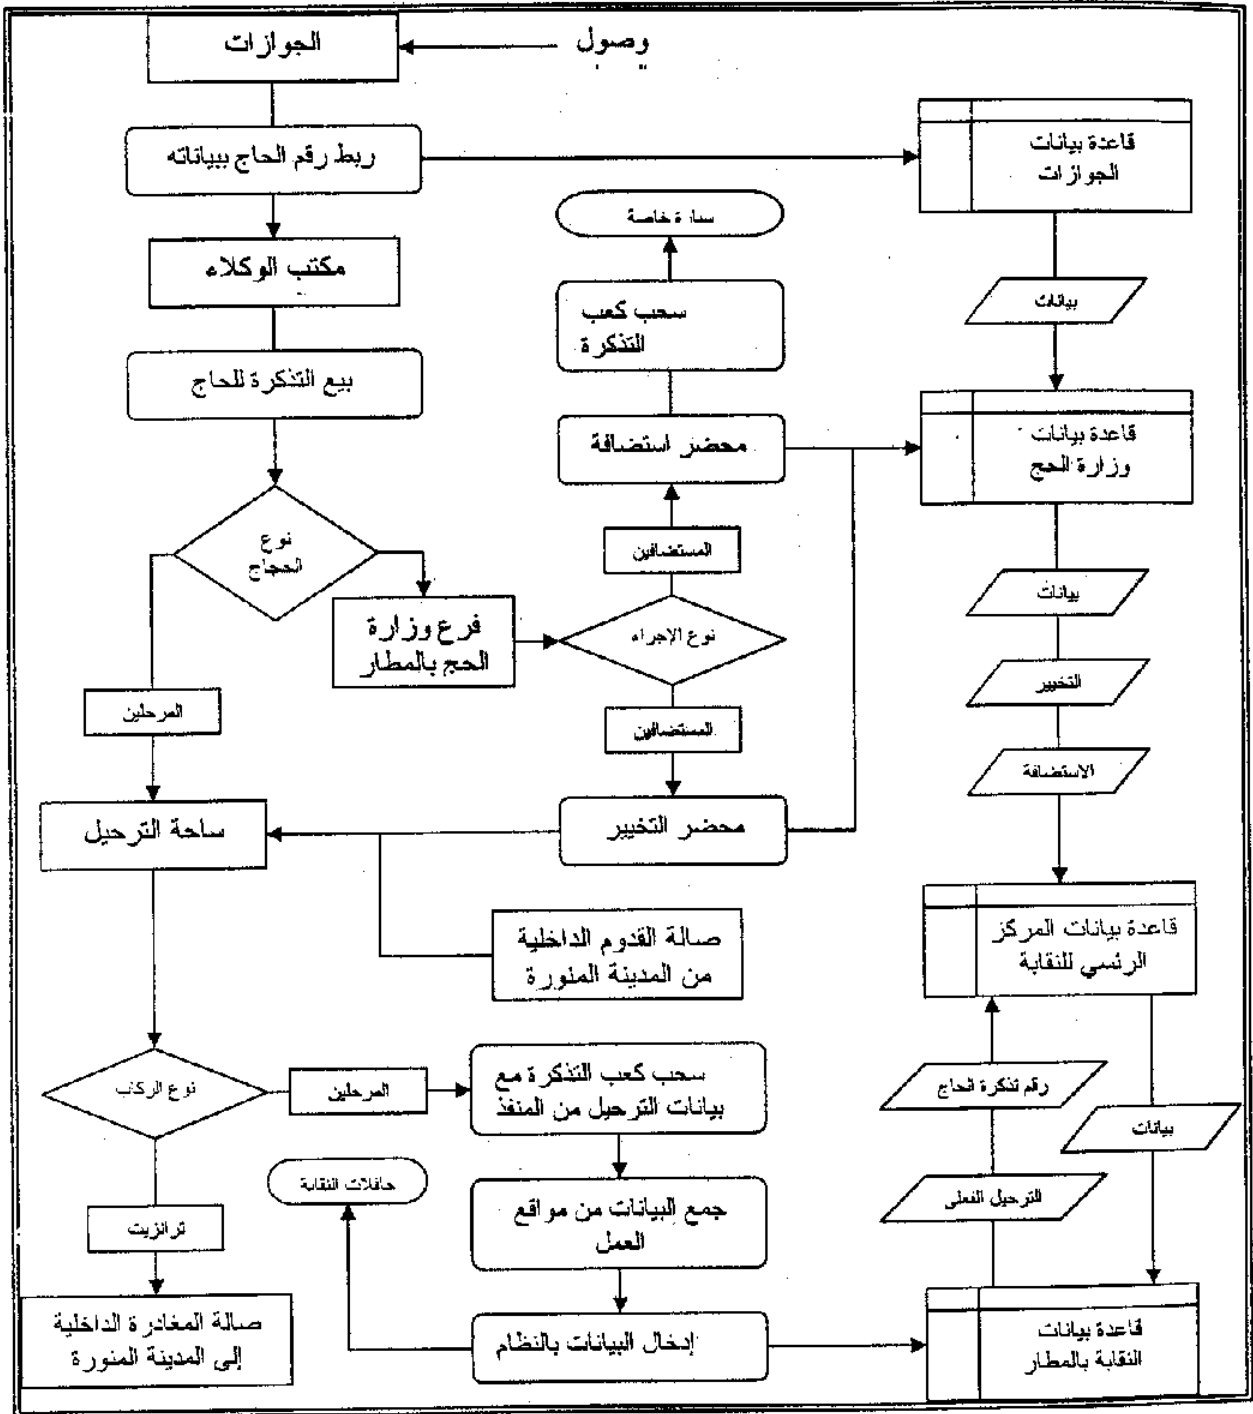 وصول
الجوازات
ربط رقم الحاج ببياناته
قاعدة بيانات
الجوازات
سيارة خاصة
مكتب الوكلاء
سحب كعب
التذكرة
بيانات
بيع التذكرة للحاج
محضر استضافة
قاعدة بيانات
وزارة الحج
نوع
الحجاج
المستضافين
بيانات
فرع وزارة
الحج بالمطار
نوع الاجراء
التخيير
المرحلين
المستضافين
الاستضافة
ساحة الترحيل
محضر التخيير
صالة القدوم الداخلية
من المدينة المنورة
قاعدة بيانات المركز
الرئسي للنقابة
نوع الركاب
المرحلين
سحب كعب التذكرة مع
بيانات الترحيل من المنفذ
رقم تذكرة الحاج
بيانات
حافلات النقابة
الترحيل الفعلى
ترانزيت
جمع البيانات من مواقع
العمل
صالة المغادرة الداخلية
إلى المدينة المنورة
إدخال البيانات بالنظام
قاعدة بيانات
النقابة بالمطار